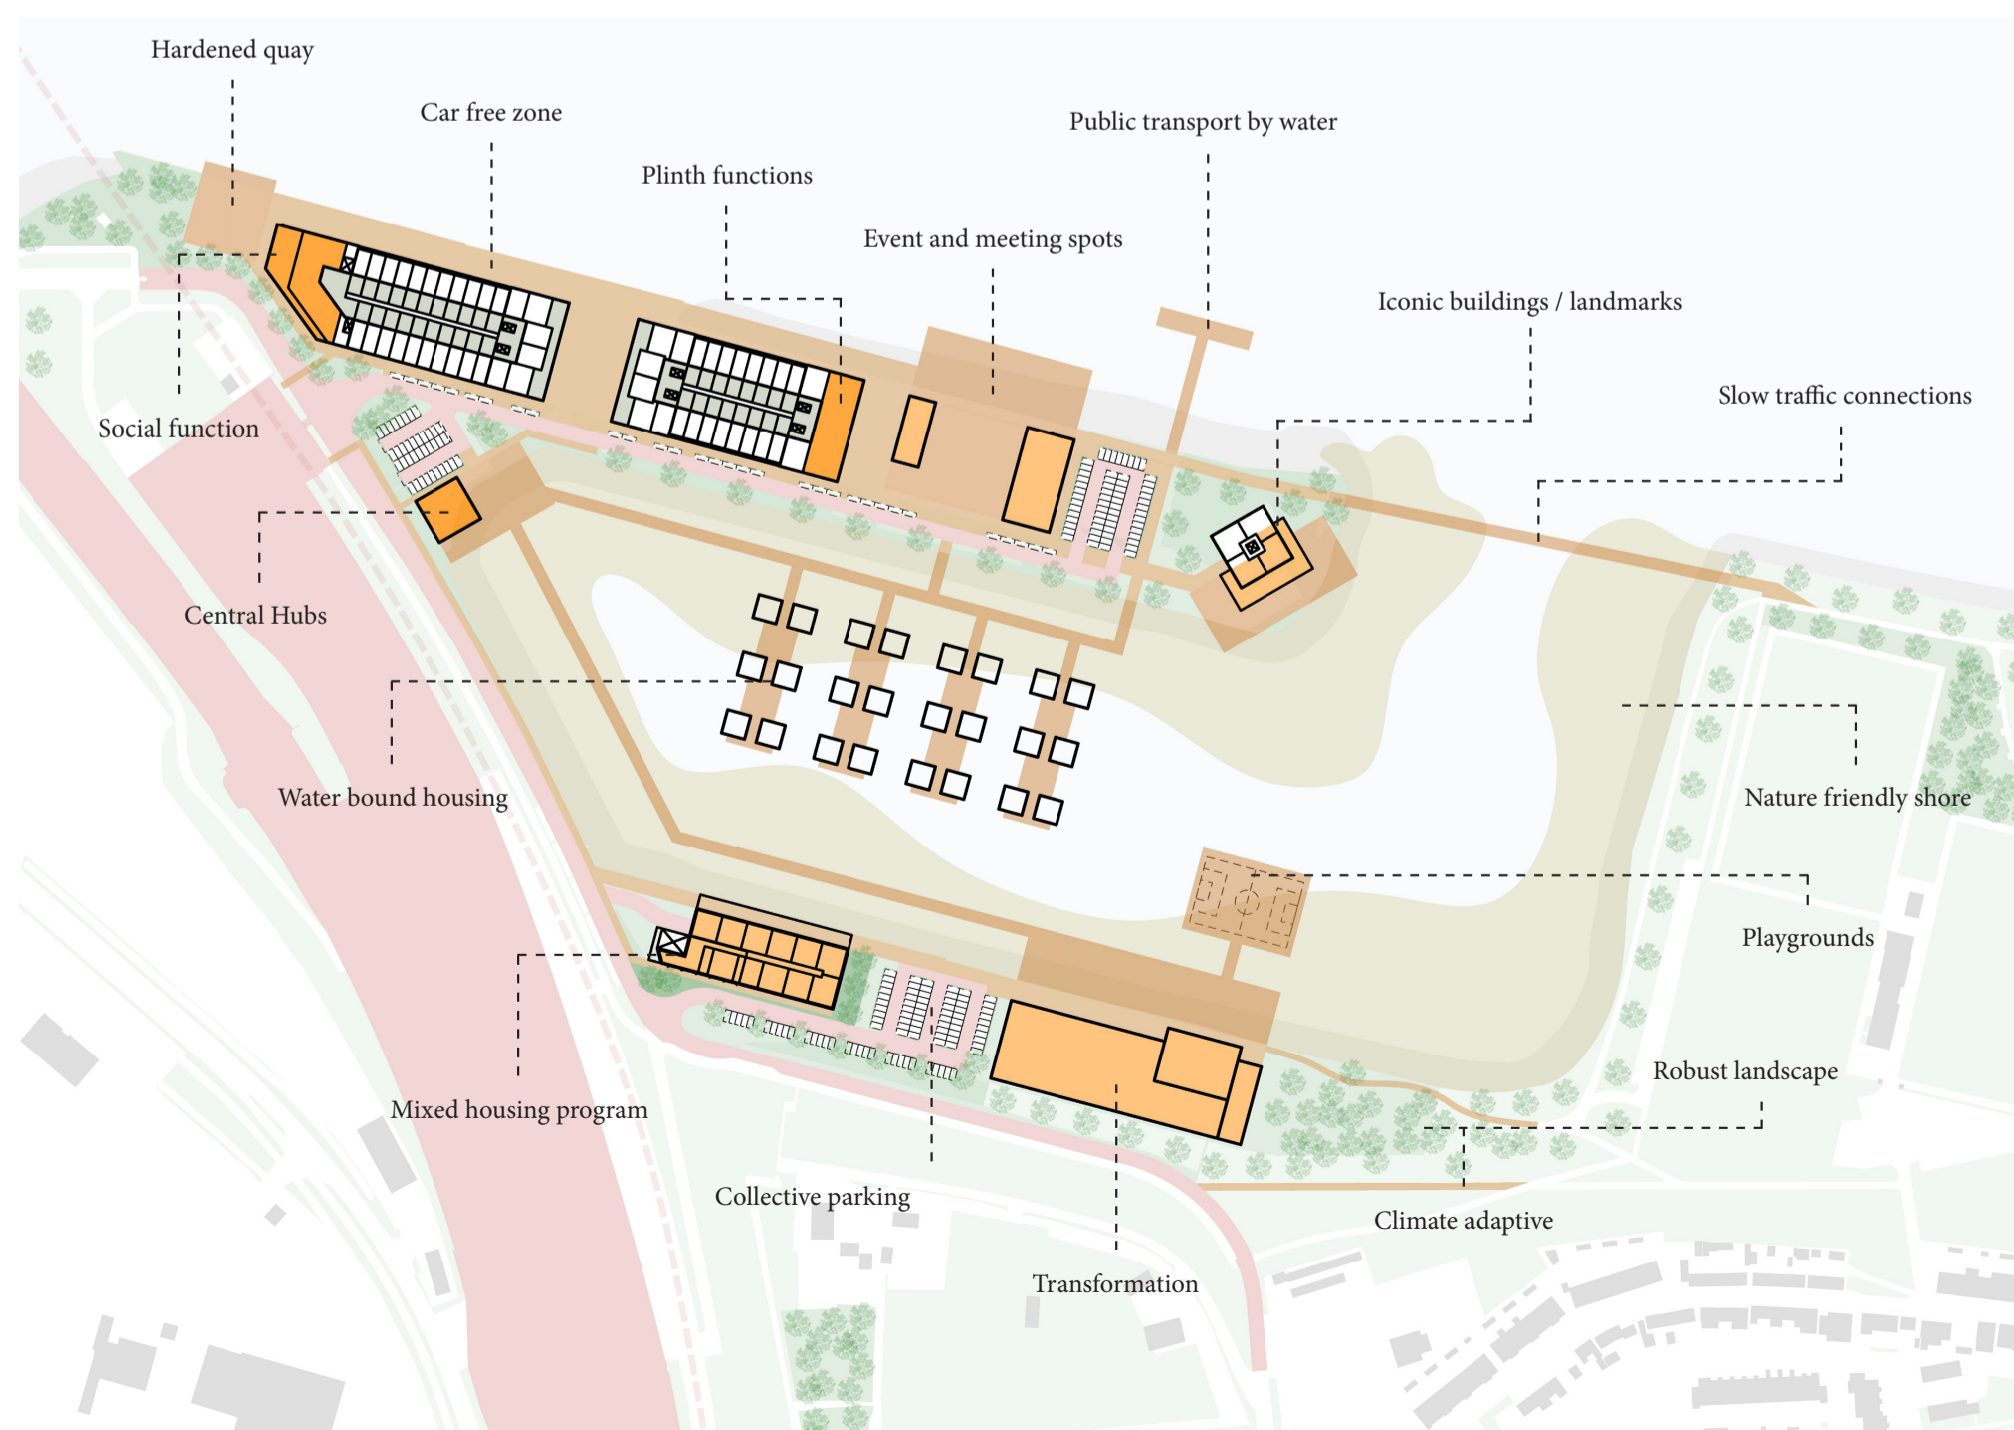 Hardened quay
Car free zone
Public transport by water
Plinth functions
Event and meeting spots
Iconic buildings / landmarks
Slow traffic connections
Social function
Central Hubs
Water bound housing
Nature friendly shore
Playgrounds
Robust landscape
Mixed housing program
Collective parking
Climate adaptive
Transformation